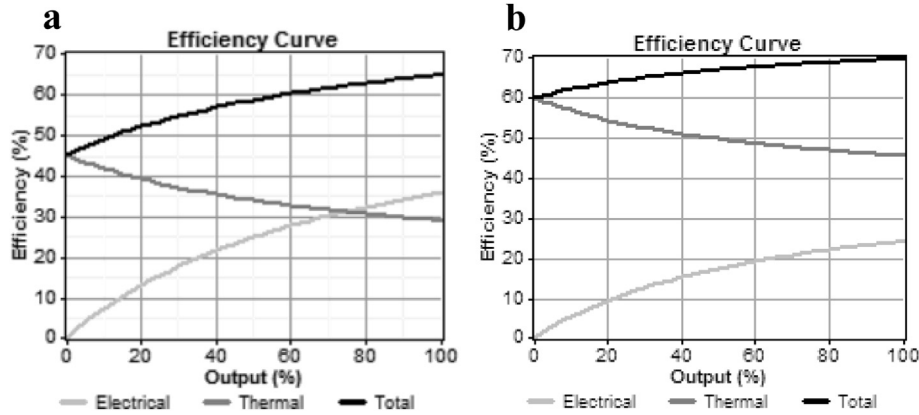 a
Efficiency Curve
Efficiency (%)
70
60
50
40
30
20
10
0
0 20 40 60 80 100
Output (%)
Electrical Thermal Total
b
Efficiency Curve
Efficiency (%)
70
60
50
40
30
20
10
0
0 20 40 60 80 100
Output (%)
Electrical Thermal Total